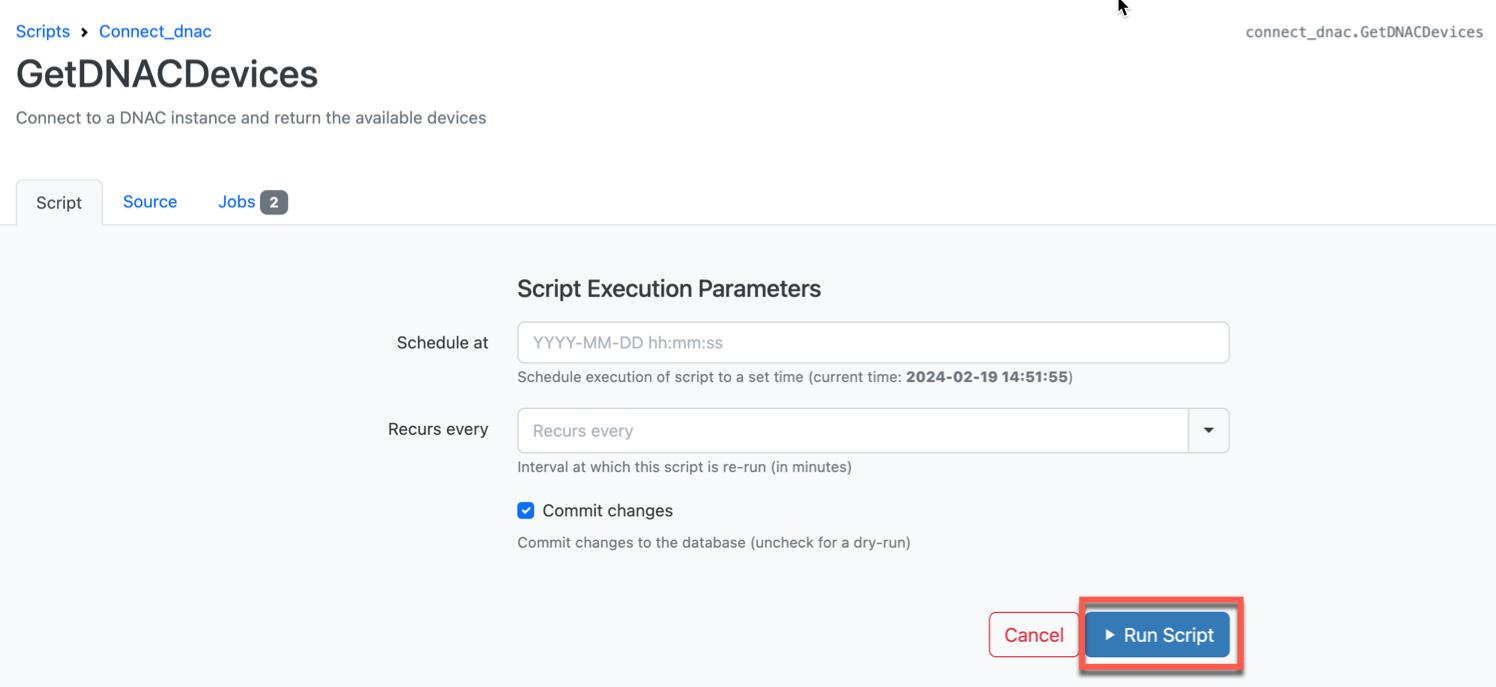 Scripts > Connect_dnac
connect_dnac.GetDNACDevices
GetDNACDevices
Connect to a DNAC instance and return the available devices
Script Source Jobs 2
Script Execution Parameters
Schedule at YYYY-MM-DD hh:mm:ss
Schedule execution of script to a set time (current time: 2024-02-19 14:51:55)
Recurs every Recurs every
Interval at which this script is re-run (in minutes)
Commit changes
Commit changes to the database (uncheck for a dry-run)
Cancel Run Script